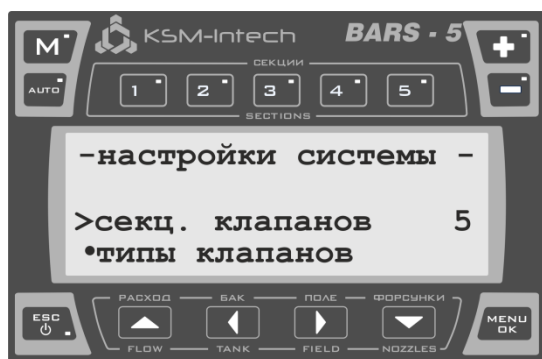 M
KSM-Intech
BARS - 5
+
AUTO
СЕКЦИИ
1 2 3 4 5
SECTIONS
-
-настройки системы -
>секц. клапанов 5
•типы клапанов
ESC
РАСХОД БАК ПОЛЕ ФОРСУНКИ
FLOW TANK FIELD NOZZLES
MENU
OK